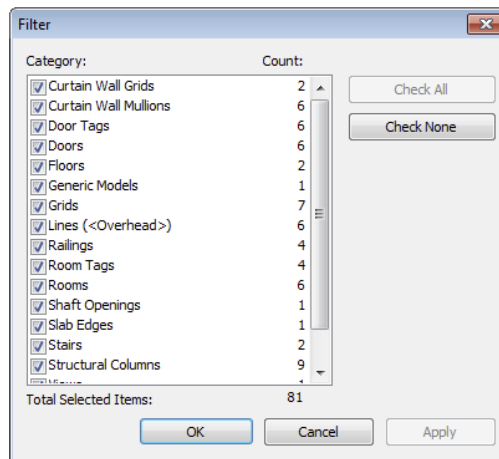 Filter
Category: Count:
Curtain Wall Grids 2
Curtain Wall Mullions 6
Door Tags 6
Doors 6
Floors 2
Generic Models 1
Grids 7
Lines (<Overhead>) 6
Railings 4
Room Tags 4
Rooms 6
Shaft Openings 1
Slab Edges 1
Stairs 2
Structural Columns 9
Views 1
Total Selected Items: 81
Check All
Check None
OK Cancel Apply